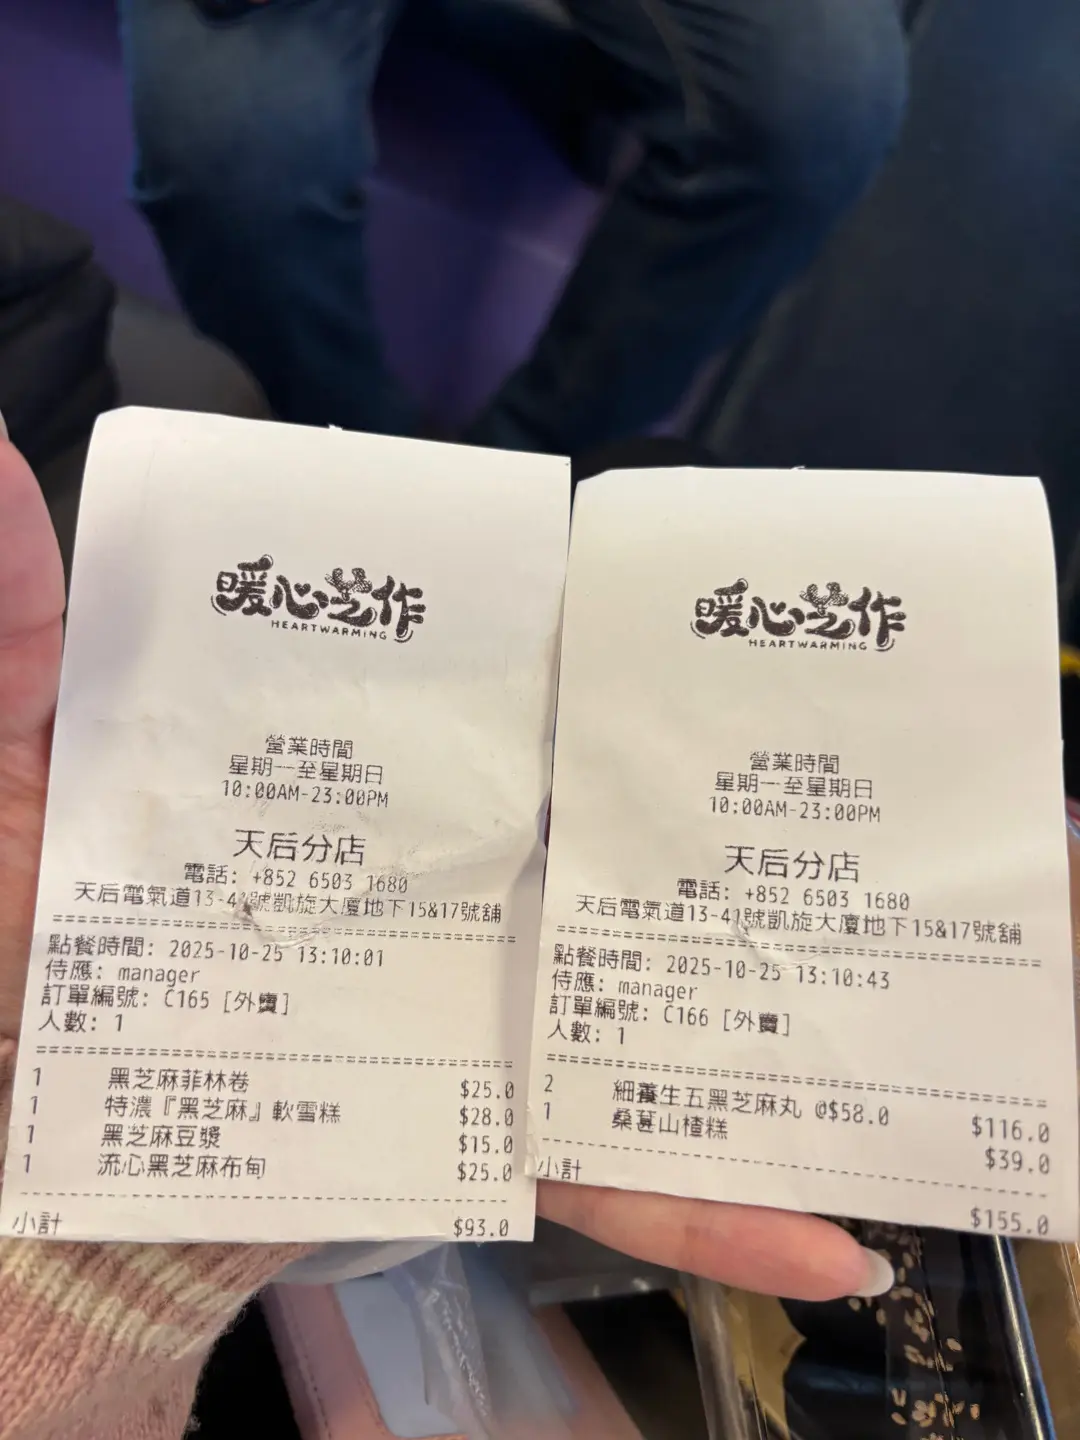 暖心芝作
HEARTWARMING
營業時間
星期一至星期日
10:00AM-23:00PM
天后分店
電話: +852 6503 1680
天后電氣道13-41號凱旋大廈地下15&17號舖
點餐時間: 2025-10-25 13:10:01
侍應: manager
訂單編號: C165 [外賣]
人數: 1
1 黑芝麻菲林卷 $25.0
1 特濃『黑芝麻』軟雪糕 $28.0
1 黑芝麻豆漿 $15.0
1 流心黑芝麻布甸 $25.0
小計 $93.0
暖心芝作
HEARTWARMING
營業時間
星期一至星期日
10:00AM-23:00PM
天后分店
電話: +852 6503 1680
天后電氣道13-41號凱旋大廈地下15&17號舖
點餐時間: 2025-10-25 13:10:43
侍應: manager
訂單編號: C166 [外賣]
人數: 1
2 細養生五黑芝麻丸 @$58.0 $116.0
1 桑葚山楂糕 $39.0
小計 $155.0